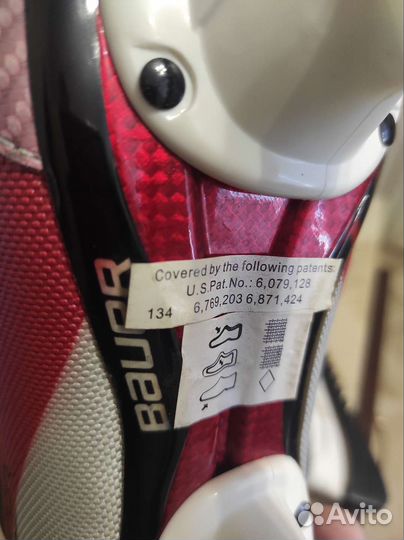 Covered by the following patents:
U.S.Pat.No.: 6,079,128
134 6,769,203 6,871,424
BAUER
Avito